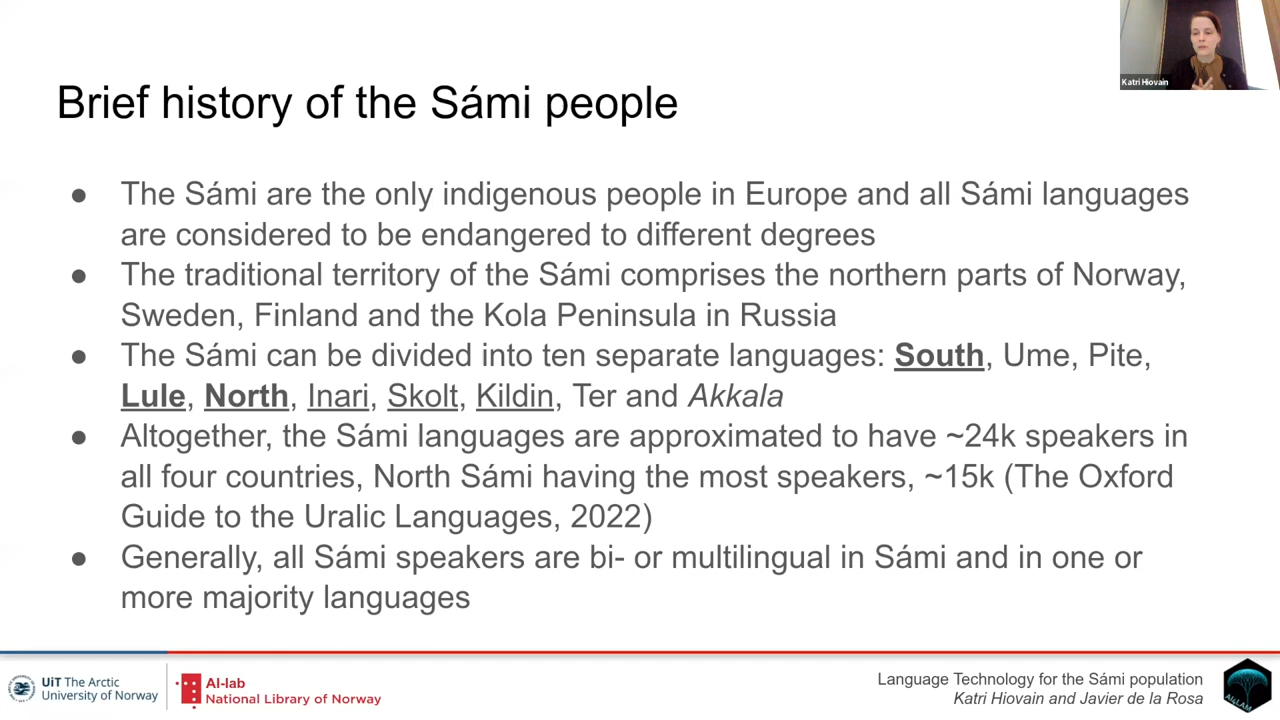 Katri Hiovain
Brief history of the Sámi people
● The Sámi are the only indigenous people in Europe and all Sámi languages
are considered to be endangered to different degrees
● The traditional territory of the Sámi comprises the northern parts of Norway,
Sweden, Finland and the Kola Peninsula in Russia
● The Sámi can be divided into ten separate languages: South, Ume, Pite,
Lule, North, Inari, Skolt, Kildin, Ter and Akkala
● Altogether, the Sámi languages are approximated to have ~24k speakers in
all four countries, North Sámi having the most speakers, ~15k (The Oxford
Guide to the Uralic Languages, 2022)
● Generally, all Sámi speakers are bi- or multilingual in Sámi and in one or
more majority languages
UiT The Arctic
University of Norway
AI-lab
National Library of Norway
Language Technology for the Sámi population
Katri Hiovain and Javier de la Rosa
AI4LAM